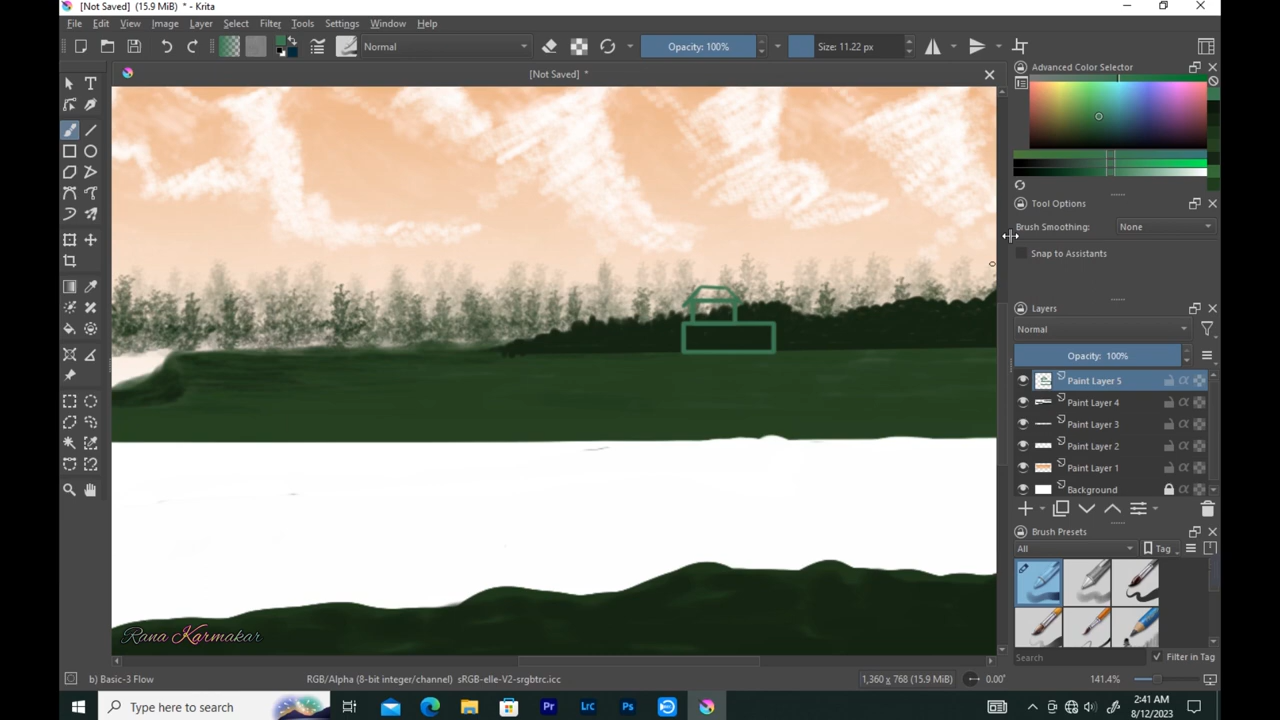 [Not Saved] (15.9 MiB) * - Krita
File Edit View Image Layer Select Filter Tools Settings Window Help
Normal Opacity: 100% Size: 11.22 px
[Not Saved] *
Advanced Color Selector
Tool Options
Brush Smoothing: None
Snap to Assistants
Layers
Normal
Opacity: 100%
Paint Layer 5
Paint Layer 4
Paint Layer 3
Paint Layer 2
Paint Layer 1
Background
Brush Presets
All Tag
Search Filter in Tag
Rana Karmakar
b) Basic-3 Flow RGB/Alpha (8-bit integer/channel) sRGB-elle-V2-srgbtrc.icc 1,360 x 768 (15.9 MiB) 0.00° 141.4%
Type here to search Pr Lrc Ps 2:41 AM
8/12/2023